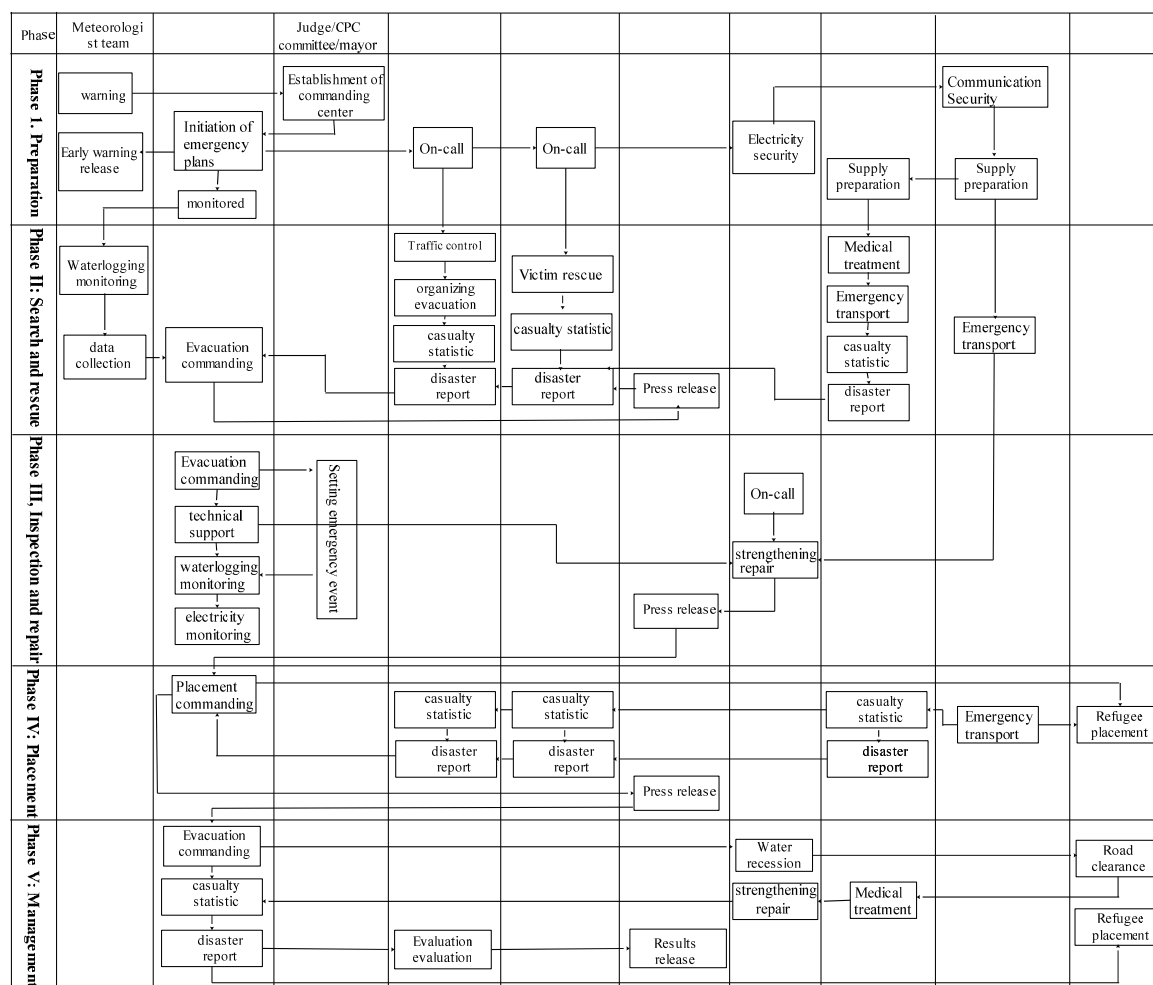 Phase
Meteorologi
st team
Judge/CPC
committee/mayor
Phase 1. Preparation
warning
Establishment of
commanding
center
Communication
Security
Early warning
release
Initiation of
emergency
plans
On-call
On-call
Electricity
security
Supply
preparation
Supply
preparation
monitored
Phase II: Search and rescue
Waterlogging
monitoring
Traffic control
Victim rescue
Medical
treatment
organizing
evacuation
Emergency
transport
data
collection
Evacuation
commanding
casualty
statistic
casualty statistic
casualty
statistic
Emergency
transport
disaster
report
disaster
report
Press release
disaster
report
Phase III, Inspection and repair
Evacuation
commanding
Setting emergency event
On-call
technical
support
waterlogging
monitoring
strengthening
repair
electricity
monitoring
Press release
Phase IV: Placement
Placement
commanding
casualty
statistic
casualty
statistic
casualty
statistic
Emergency
transport
Refugee
placement
disaster
report
disaster
report
disaster
report
Press release
Phase V: Management
Evacuation
commanding
Water
recession
Road
clearance
casualty
statistic
strengthening
repair
Medical
treatment
Refugee
placement
disaster
report
Evaluation
evaluation
Results
release